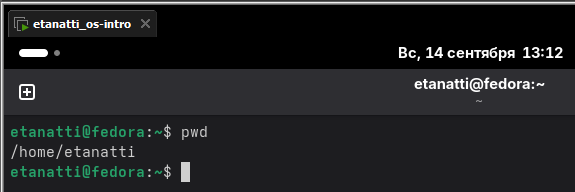 etanatti_os-intro
Вс, 14 сентября 13:12
etanatti@fedora:~
~
etanatti@fedora:~$ pwd
/home/etanatti
etanatti@fedora:~$